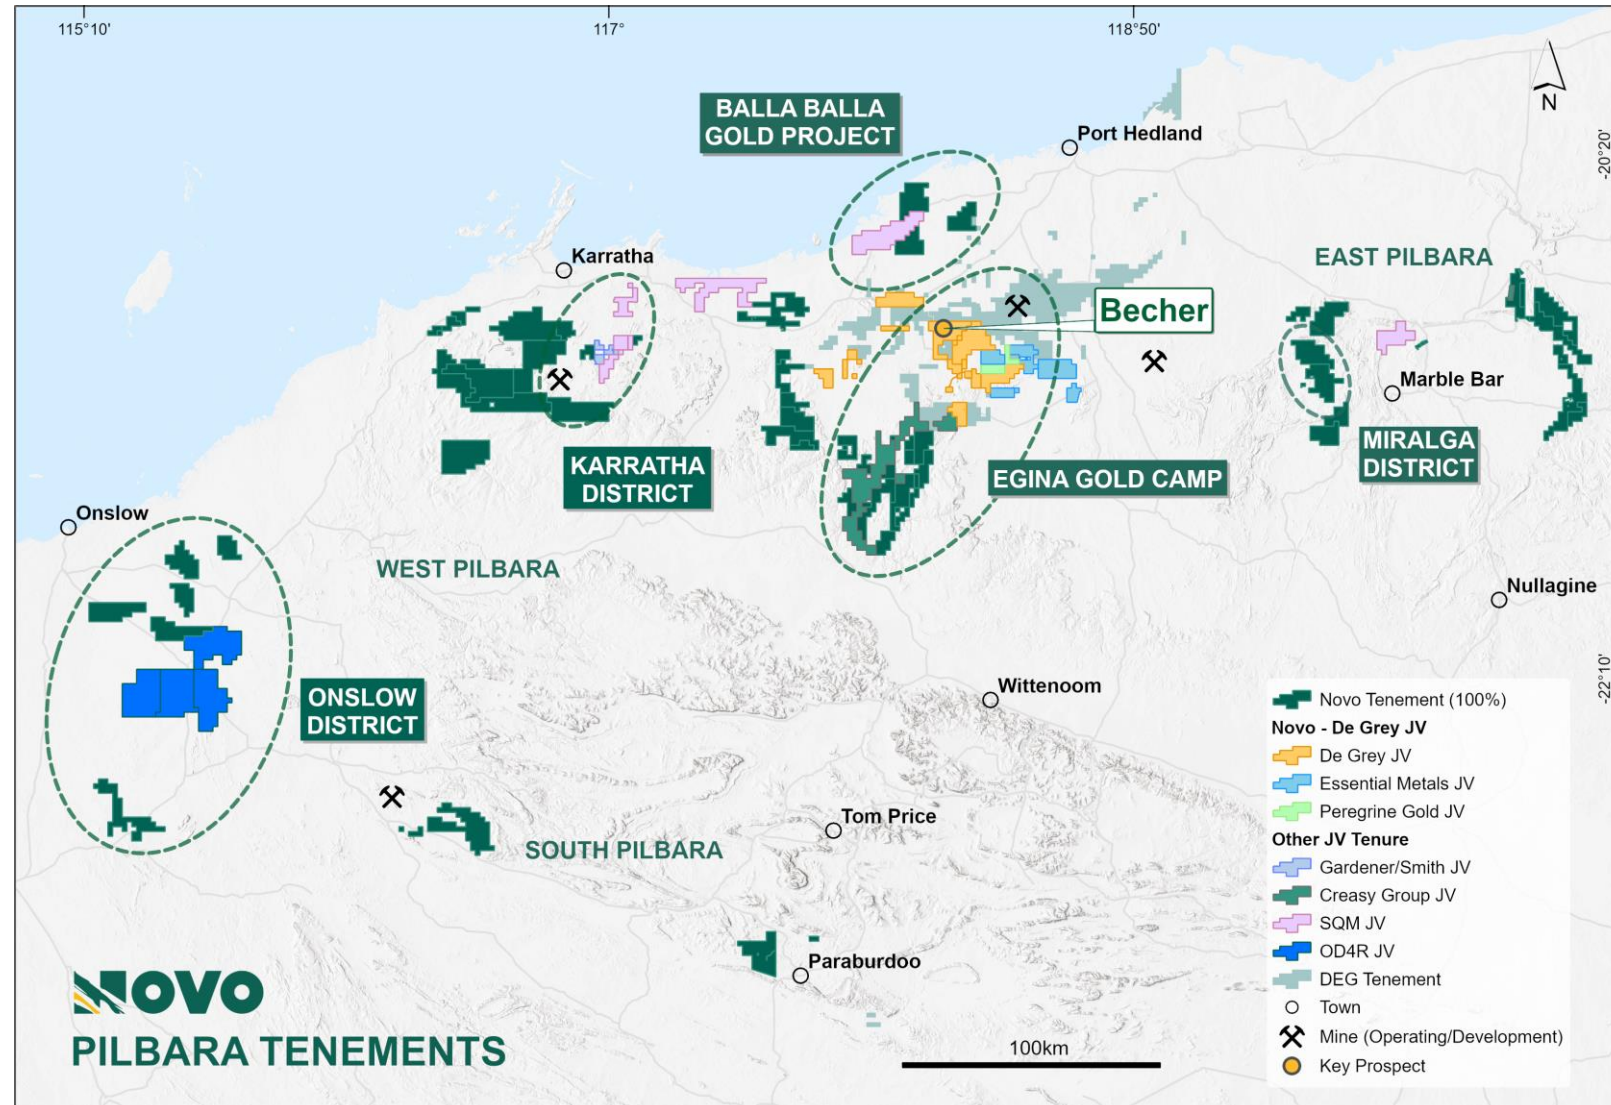 115°10'
117°
118°50'
N
-20°20'
-22°10'
BALLA BALLA
GOLD PROJECT
Port Hedland
Karratha
EAST PILBARA
Becher
Marble Bar
KARRATHA
DISTRICT
EGINA GOLD CAMP
MIRALGA
DISTRICT
Onslow
WEST PILBARA
Nullagine
ONSLOW
DISTRICT
Wittenoom
Tom Price
SOUTH PILBARA
Paraburdoo
NOVO
PILBARA TENEMENTS
100km
Novo Tenement (100%)
Novo - De Grey JV
De Grey JV
Essential Metals JV
Peregrine Gold JV
Other JV Tenure
Gardener/Smith JV
Creasy Group JV
SQM JV
OD4R JV
DEG Tenement
Town
Mine (Operating/Development)
Key Prospect